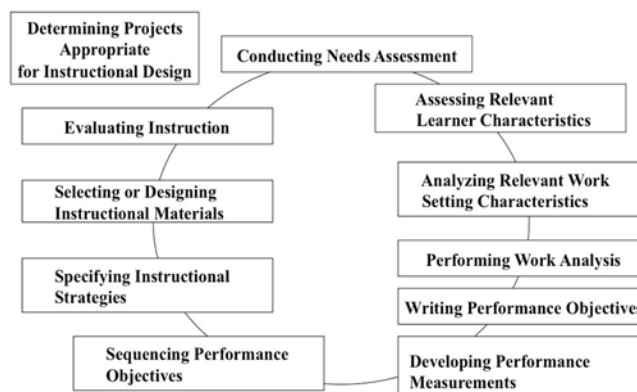 Determining Projects
Appropriate
for Instructional Design
Conducting Needs Assessment
Assessing Relevant
Learner Characteristics
Analyzing Relevant Work
Setting Characteristics
Performing Work Analysis
Writing Performance Objectives
Developing Performance
Measurements
Sequencing Performance
Objectives
Specifying Instructional
Strategies
Selecting or Designing
Instructional Materials
Evaluating Instruction